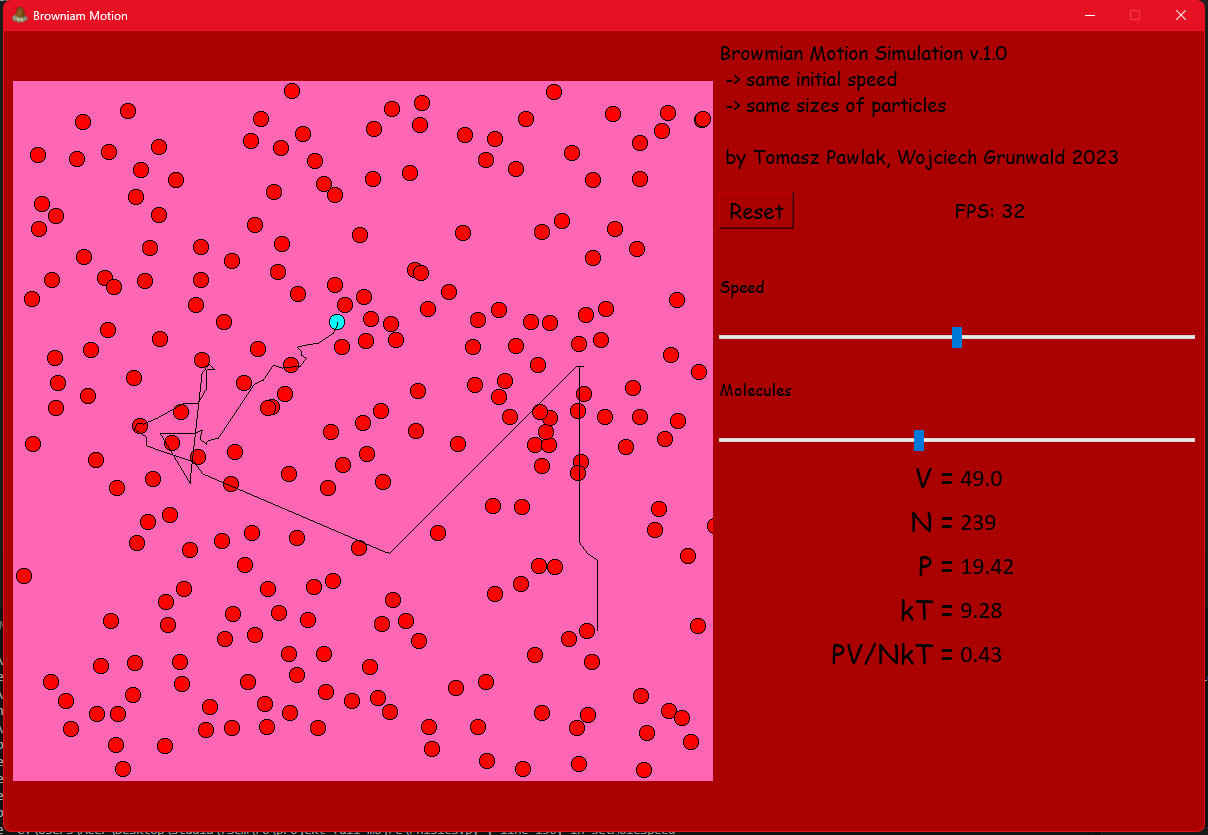 Browniam Motion
Browmian Motion Simulation v.1.0
-> same initial speed
-> same sizes of particles
by Tomasz Pawlak, Wojciech Grunwald 2023
Reset
FPS: 32
Speed
Molecules
V = 49.0
N = 239
P = 19.42
kT = 9.28
PV/NkT = 0.43